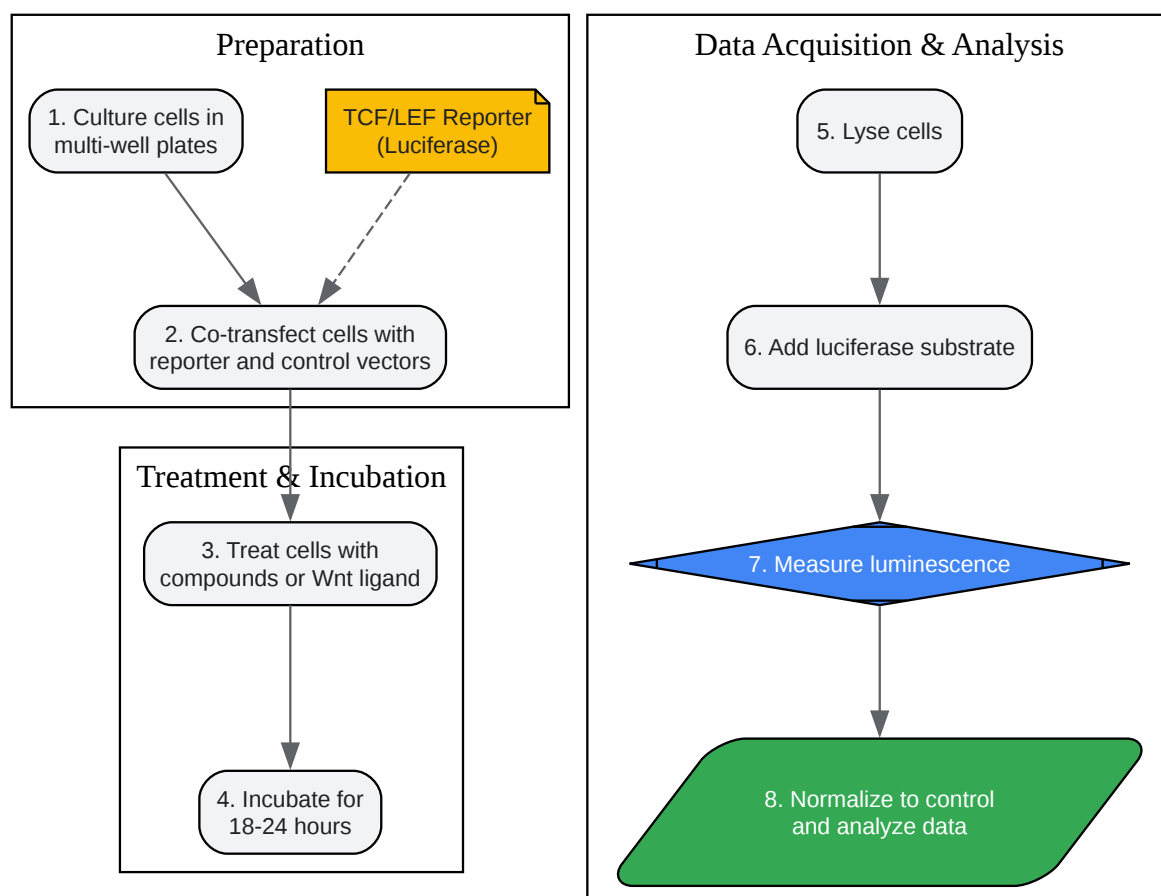 Preparation
1. Culture cells in
multi-well plates
TCF/LEF Reporter
(Luciferase)
2. Co-transfect cells with
reporter and control vectors
Treatment & Incubation
3. Treat cells with
compounds or Wnt ligand
4. Incubate for
18-24 hours
Data Acquisition & Analysis
5. Lyse cells
6. Add luciferase substrate
7. Measure luminescence
8. Normalize to control
and analyze data